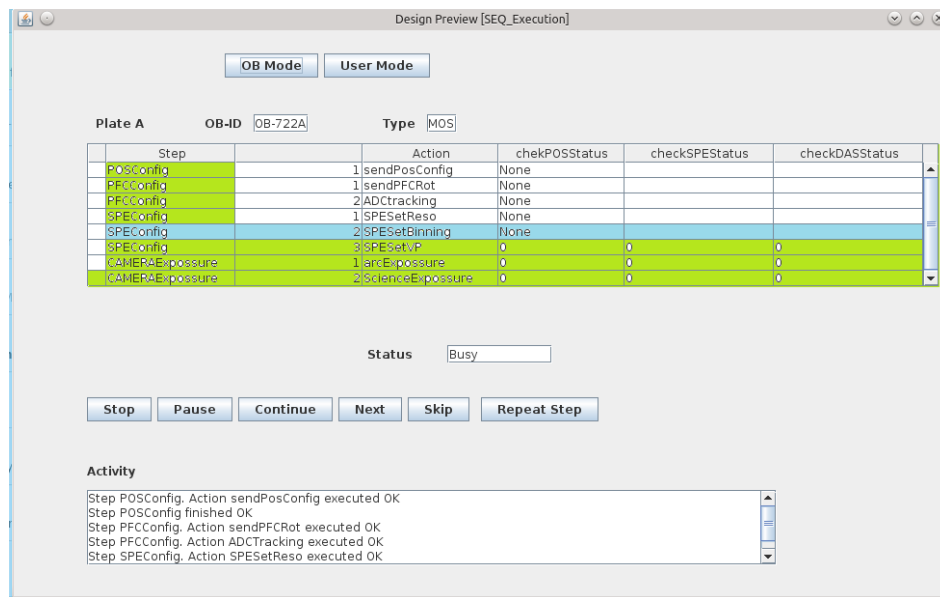 Design Preview [SEQ_Execution]
OB Mode User Mode
Plate A OB-ID OB-722A Type MOS
Step Action chekPOSStatus checkSPEStatus checkDASStatus
POSConfig 1 sendPosConfig None
PFCConfig 1 sendPFCRot None
PFCConfig 2 ADCtracking None
SPEConfig 1 SPESetReso None
SPEConfig 2 SPESetBinning None
SPEConfig 3 SPESetVP 0 0 0
CAMERAExpossure 1 arcExpossure 0 0 0
CAMERAExpossure 2 ScienceExpossure 0 0 0
Status Busy
Stop Pause Continue Next Skip Repeat Step
Activity
Step POSConfig. Action sendPosConfig executed OK
Step POSConfig finished OK
Step PFCConfig. Action sendPFCRot executed OK
Step PFCConfig. Action ADCTracking executed OK
Step SPEConfig. Action SPESetReso executed OK